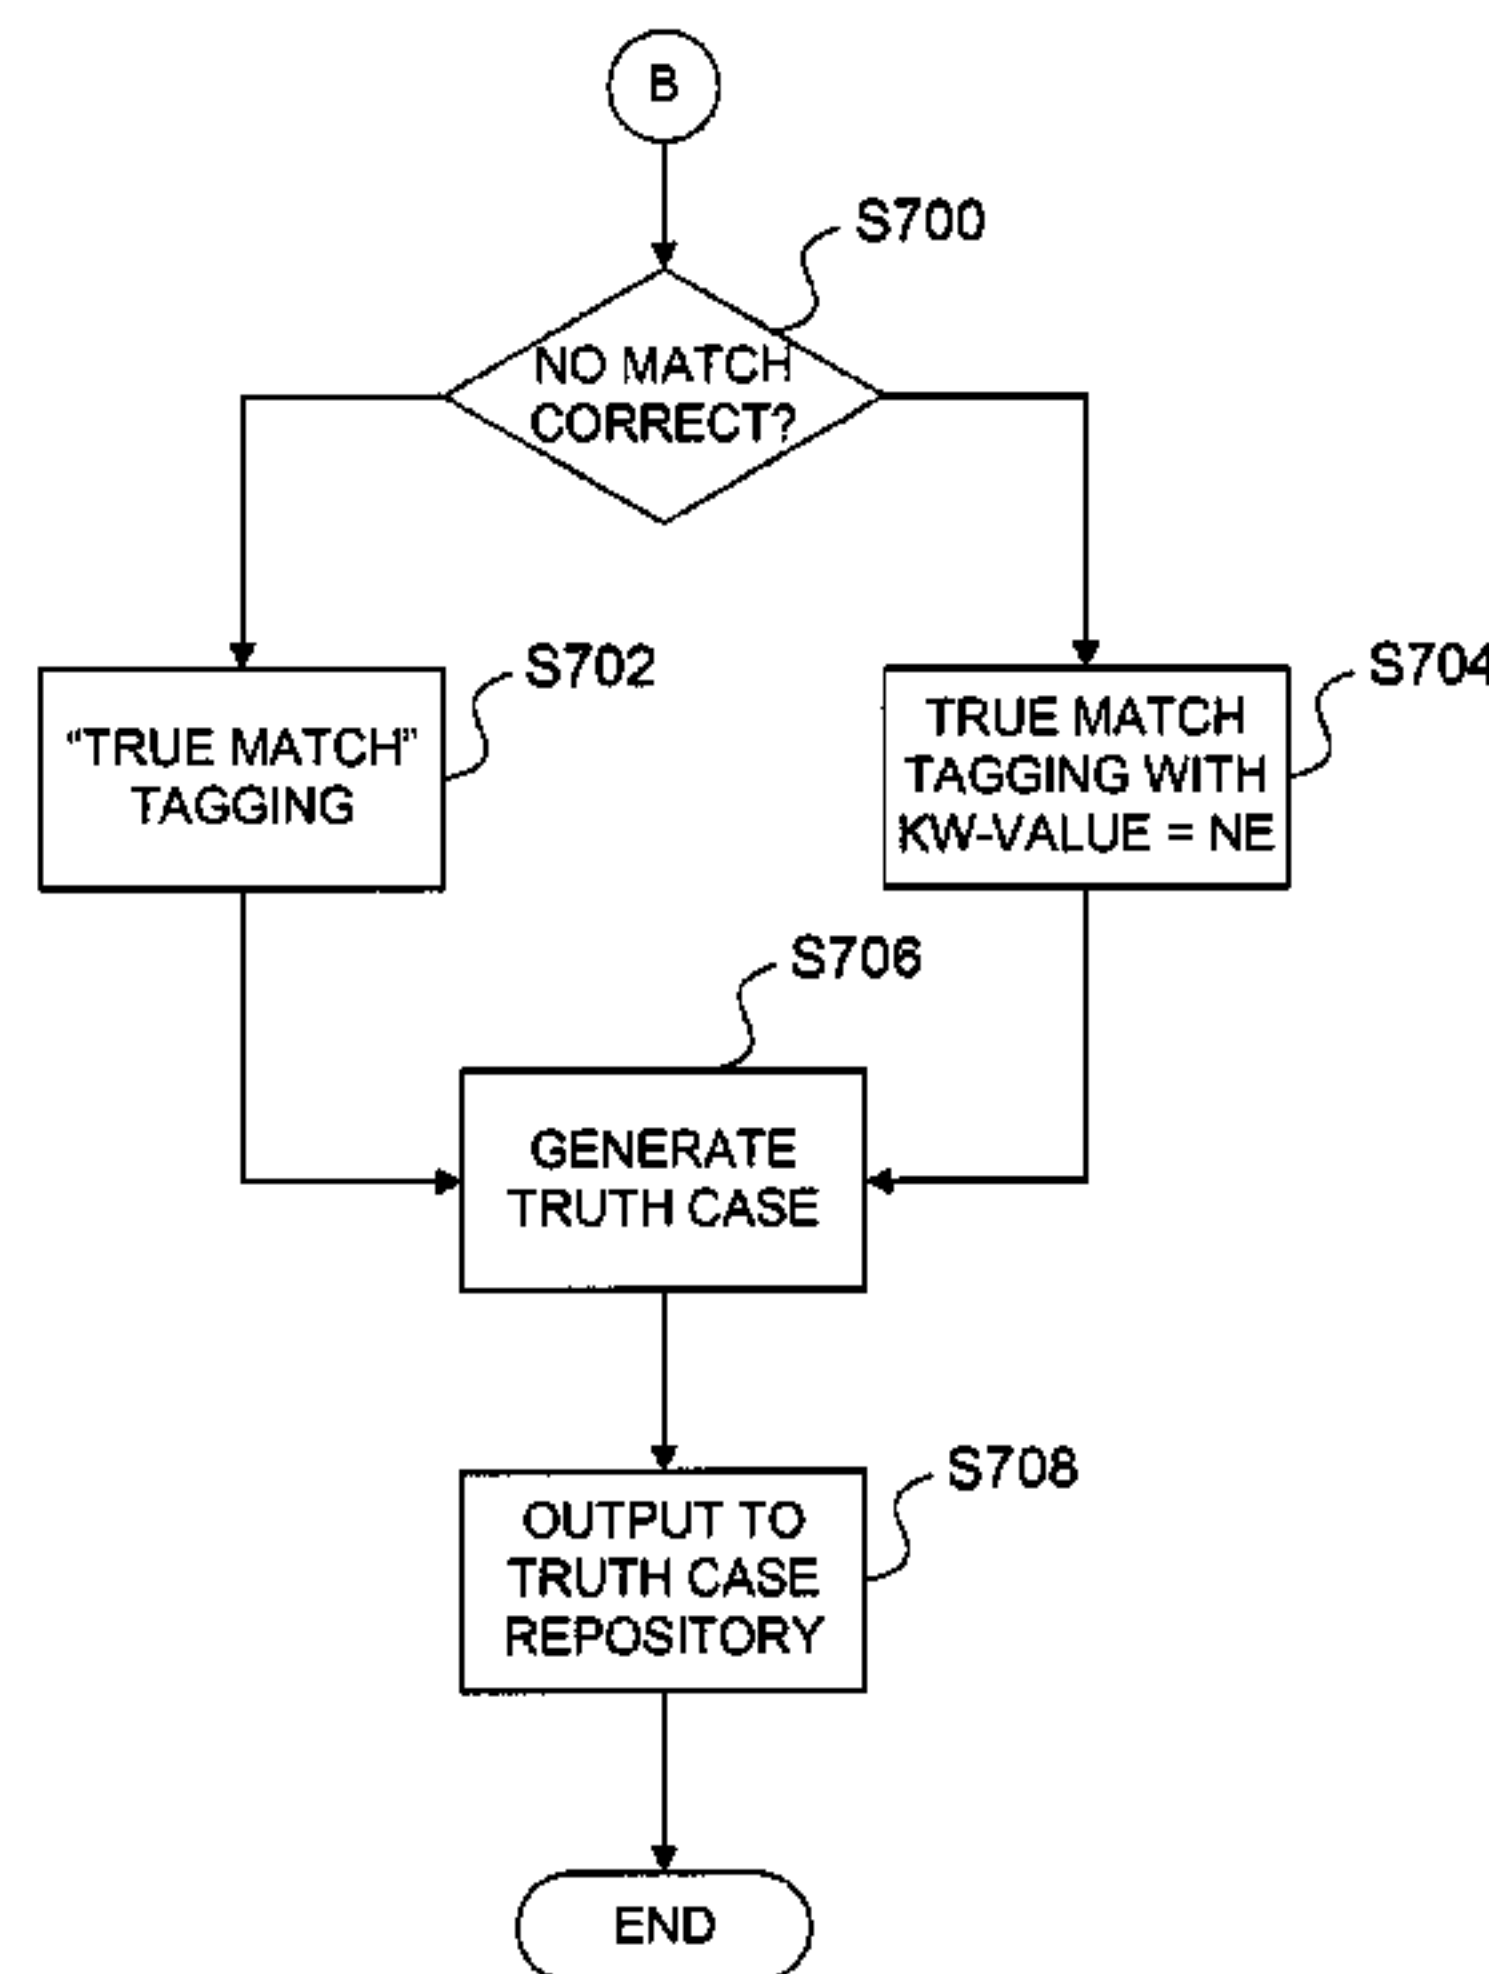 B
S700
NO MATCH
CORRECT?
S702
"TRUE MATCH"
TAGGING
S704
TRUE MATCH
TAGGING WITH
KW-VALUE = NE
S706
GENERATE
TRUTH CASE
S708
OUTPUT TO
TRUTH CASE
REPOSITORY
END